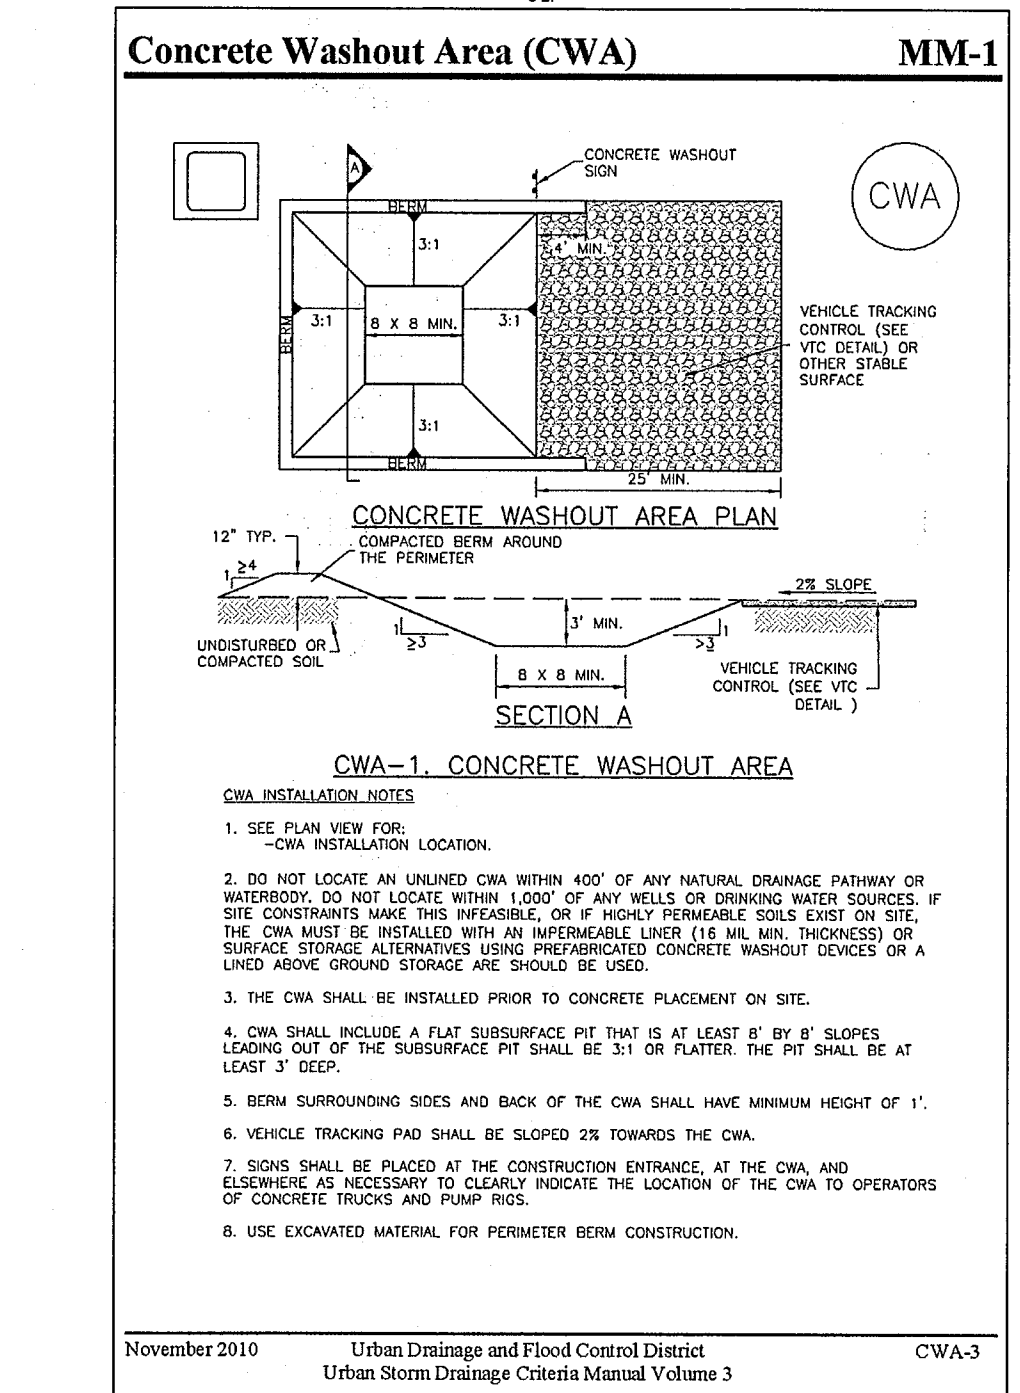 Concrete Washout Area (CWA) MM-1
CONCRETE WASHOUT
SIGN
A
CWA
BERM
3:1
4' MIN.
BERM
3:1
8 X 8 MIN.
3:1
VEHICLE TRACKING
CONTROL (SEE
VTC DETAIL) OR
OTHER STABLE
SURFACE
3:1
BERM
25' MIN.
CONCRETE WASHOUT AREA PLAN
12" TYP.
COMPACTED BERM AROUND
THE PERIMETER
1 ≥4
2% SLOPE
3' MIN.
1
≥3
1
>3
UNDISTURBED OR
COMPACTED SOIL
8 X 8 MIN.
VEHICLE TRACKING
CONTROL (SEE VTC
DETAIL )
SECTION A
CWA-1. CONCRETE WASHOUT AREA
CWA INSTALLATION NOTES
1. SEE PLAN VIEW FOR:
-CWA INSTALLATION LOCATION.
2. DO NOT LOCATE AN UNLINED CWA WITHIN 400' OF ANY NATURAL DRAINAGE PATHWAY OR
WATERBODY. DO NOT LOCATE WITHIN 1,000' OF ANY WELLS OR DRINKING WATER SOURCES. IF
SITE CONSTRAINTS MAKE THIS INFEASIBLE, OR IF HIGHLY PERMEABLE SOILS EXIST ON SITE,
THE CWA MUST BE INSTALLED WITH AN IMPERMEABLE LINER (16 MIL MIN. THICKNESS) OR
SURFACE STORAGE ALTERNATIVES USING PREFABRICATED CONCRETE WASHOUT DEVICES OR A
LINED ABOVE GROUND STORAGE ARE SHOULD BE USED.
3. THE CWA SHALL BE INSTALLED PRIOR TO CONCRETE PLACEMENT ON SITE.
4. CWA SHALL INCLUDE A FLAT SUBSURFACE PIT THAT IS AT LEAST 8' BY 8' SLOPES
LEADING OUT OF THE SUBSURFACE PIT SHALL BE 3:1 OR FLATTER. THE PIT SHALL BE AT
LEAST 3' DEEP.
5. BERM SURROUNDING SIDES AND BACK OF THE CWA SHALL HAVE MINIMUM HEIGHT OF 1'.
6. VEHICLE TRACKING PAD SHALL BE SLOPED 2% TOWARDS THE CWA.
7. SIGNS SHALL BE PLACED AT THE CONSTRUCTION ENTRANCE, AT THE CWA, AND
ELSEWHERE AS NECESSARY TO CLEARLY INDICATE THE LOCATION OF THE CWA TO OPERATORS
OF CONCRETE TRUCKS AND PUMP RIGS.
8. USE EXCAVATED MATERIAL FOR PERIMETER BERM CONSTRUCTION.
November 2010 Urban Drainage and Flood Control District CWA-3
Urban Storm Drainage Criteria Manual Volume 3